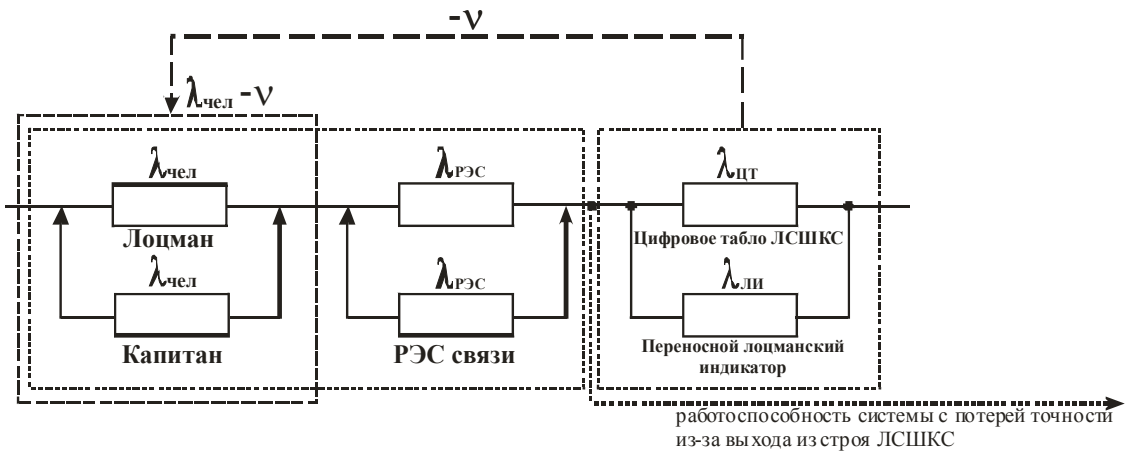 -ν
λчел -ν
λчел
λРЭС
λЦТ
Лоцман
Цифровое табло ЛСШКС
λчел
λРЭС
λЛИ
Капитан
РЭС связи
Переносной лоцманский
индикатор
работоспособность системы с потерей точности
из-за выхода из строя ЛСШКС